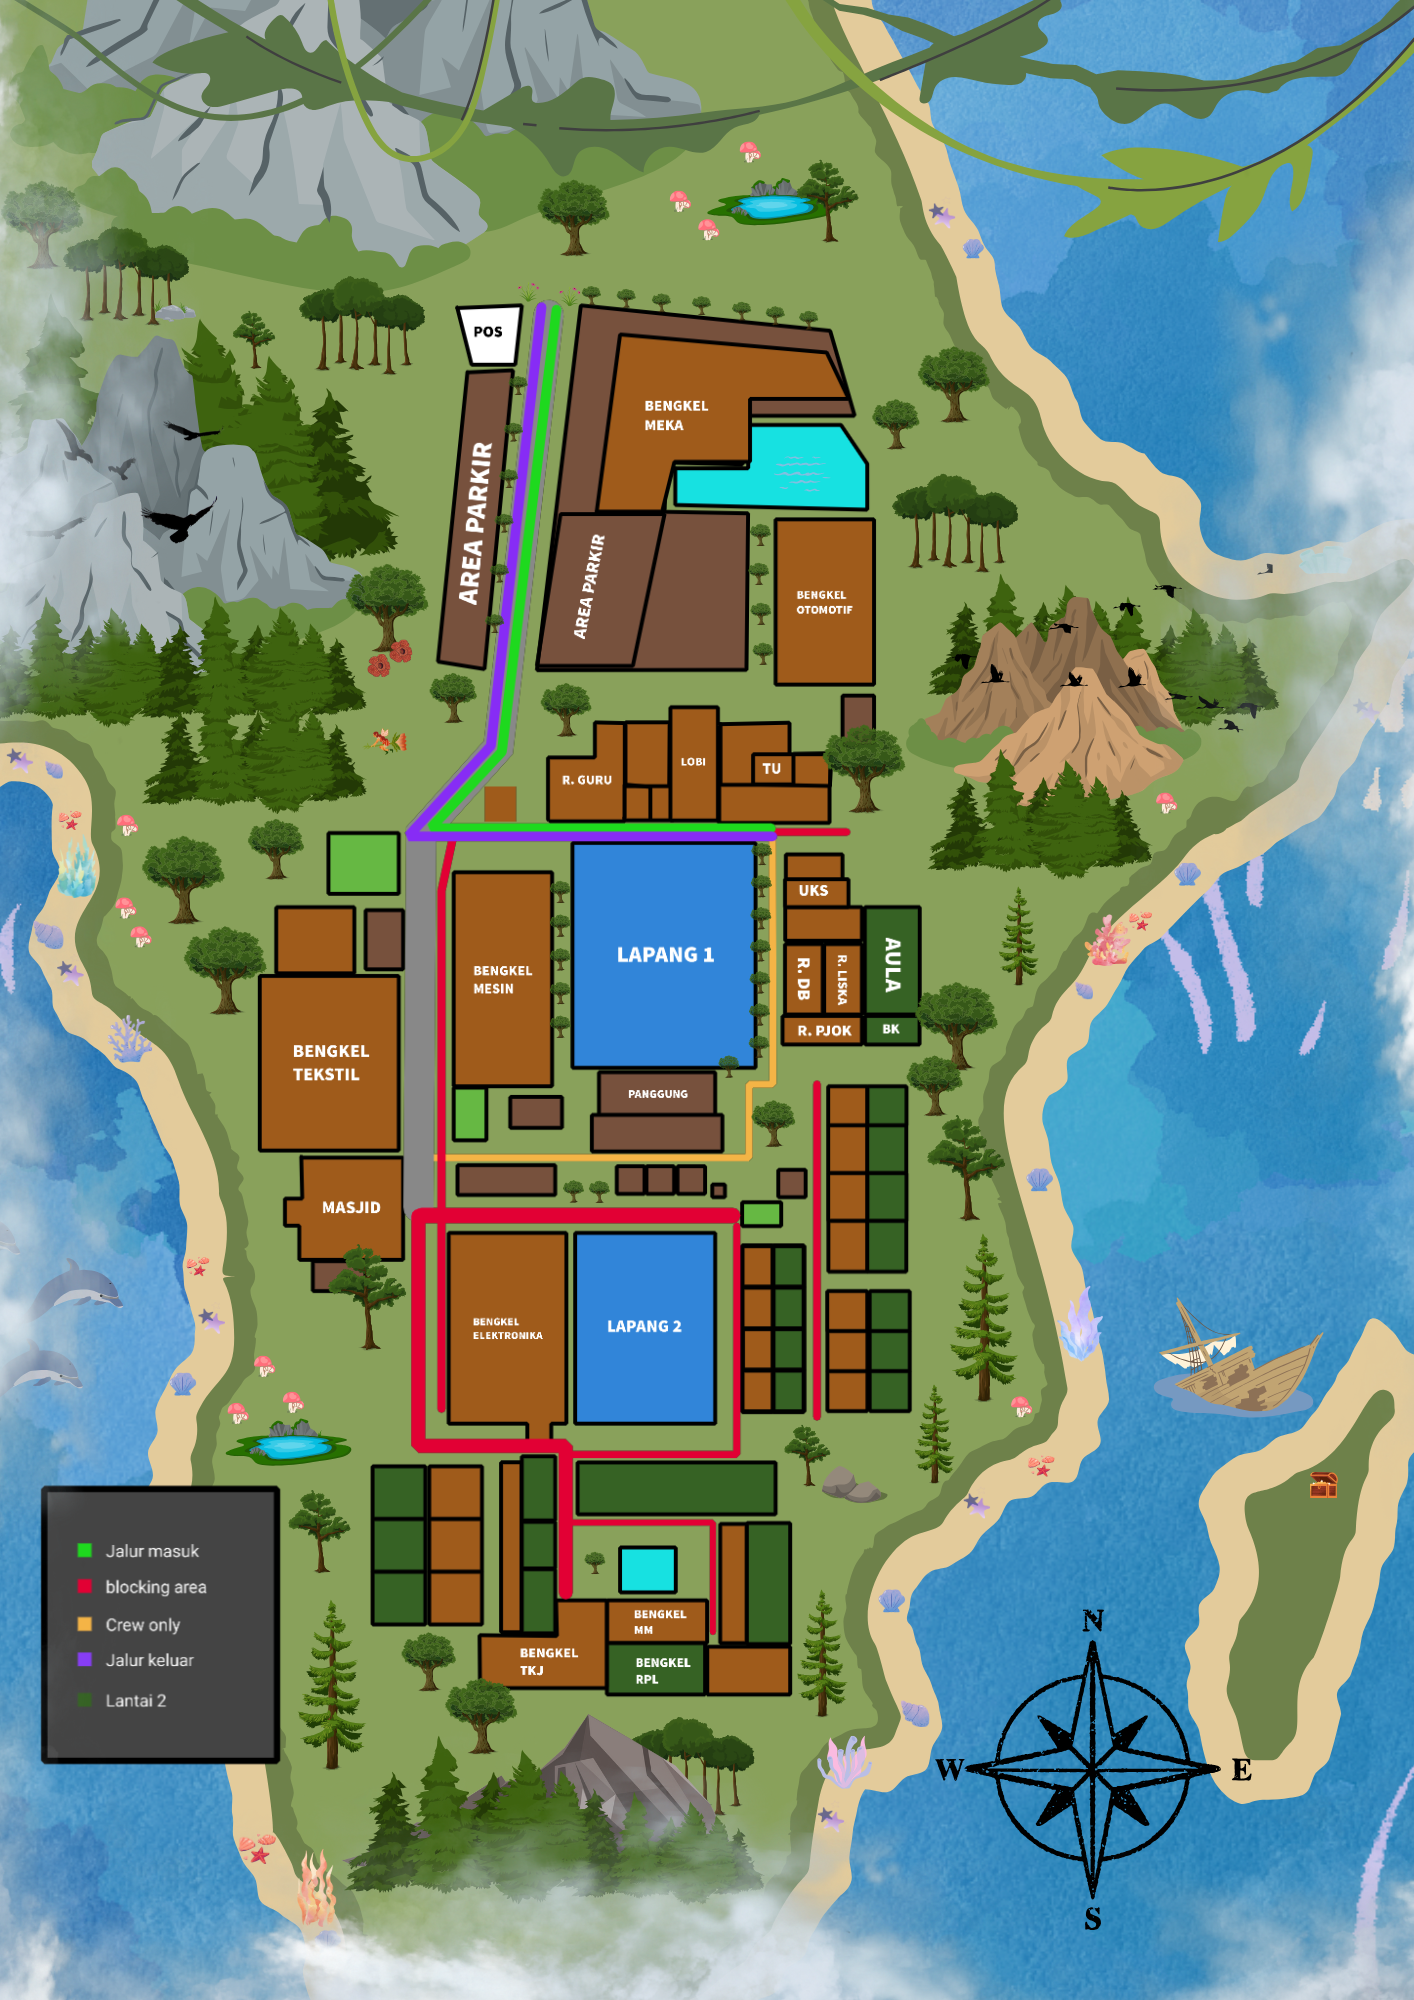 POS
BENGKEL
MEKA
AREA PARKIR
AREA PARKIR
BENGKEL
OTOMOTIF
LOBI
R. GURU
TU
UKS
LAPANG 1
AULA
BENGKEL
MESIN
R. DB
R. LISKA
R. PJOK
BK
BENGKEL
TEKSTIL
PANGGUNG
MASJID
BENGKEL
ELEKTRONIKA
LAPANG 2
Jalur masuk
blocking area
Crew only
Jalur keluar
Lantai 2
BENGKEL
MM
BENGKEL
TKJ
BENGKEL
RPL
N
W
E
S